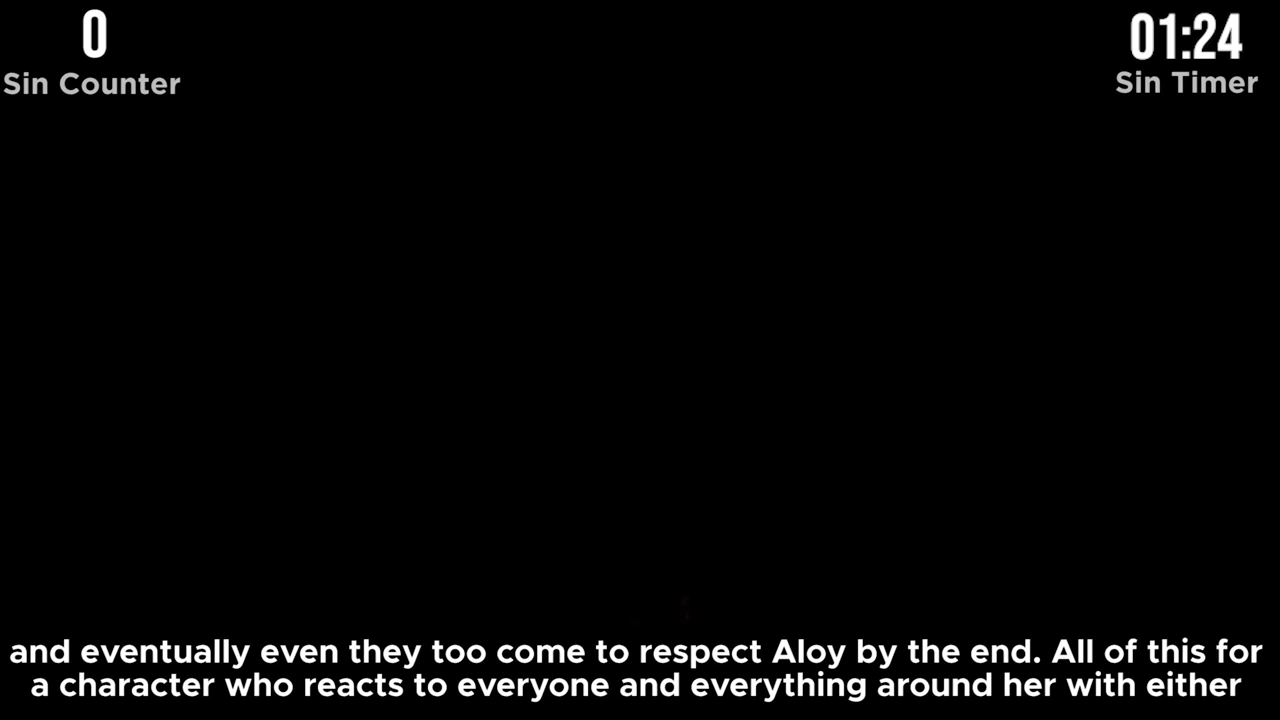 0
Sin Counter
01:24
Sin Timer
and eventually even they too come to respect Aloy by the end. All of this for
a character who reacts to everyone and everything around her with either